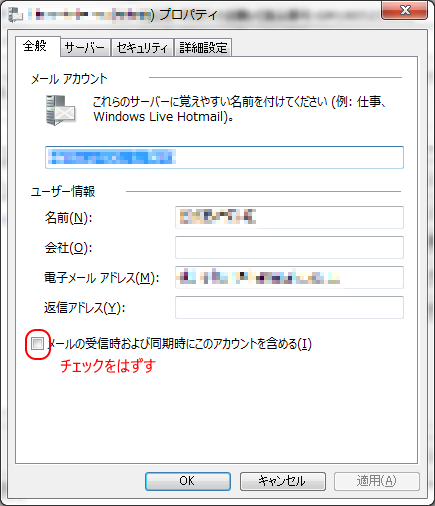 プロパティ
全般 サーバー セキュリティ 詳細設定
メール アカウント
これらのサーバーに覚えやすい名前を付けてください (例: 仕事、
Windows Live Hotmail)。
ユーザー情報
名前(N):
会社(O):
電子メール アドレス(M):
返信アドレス(Y):
メールの受信時および同期時にこのアカウントを含める(I)
チェックをはずす
OK キャンセル 適用(A)